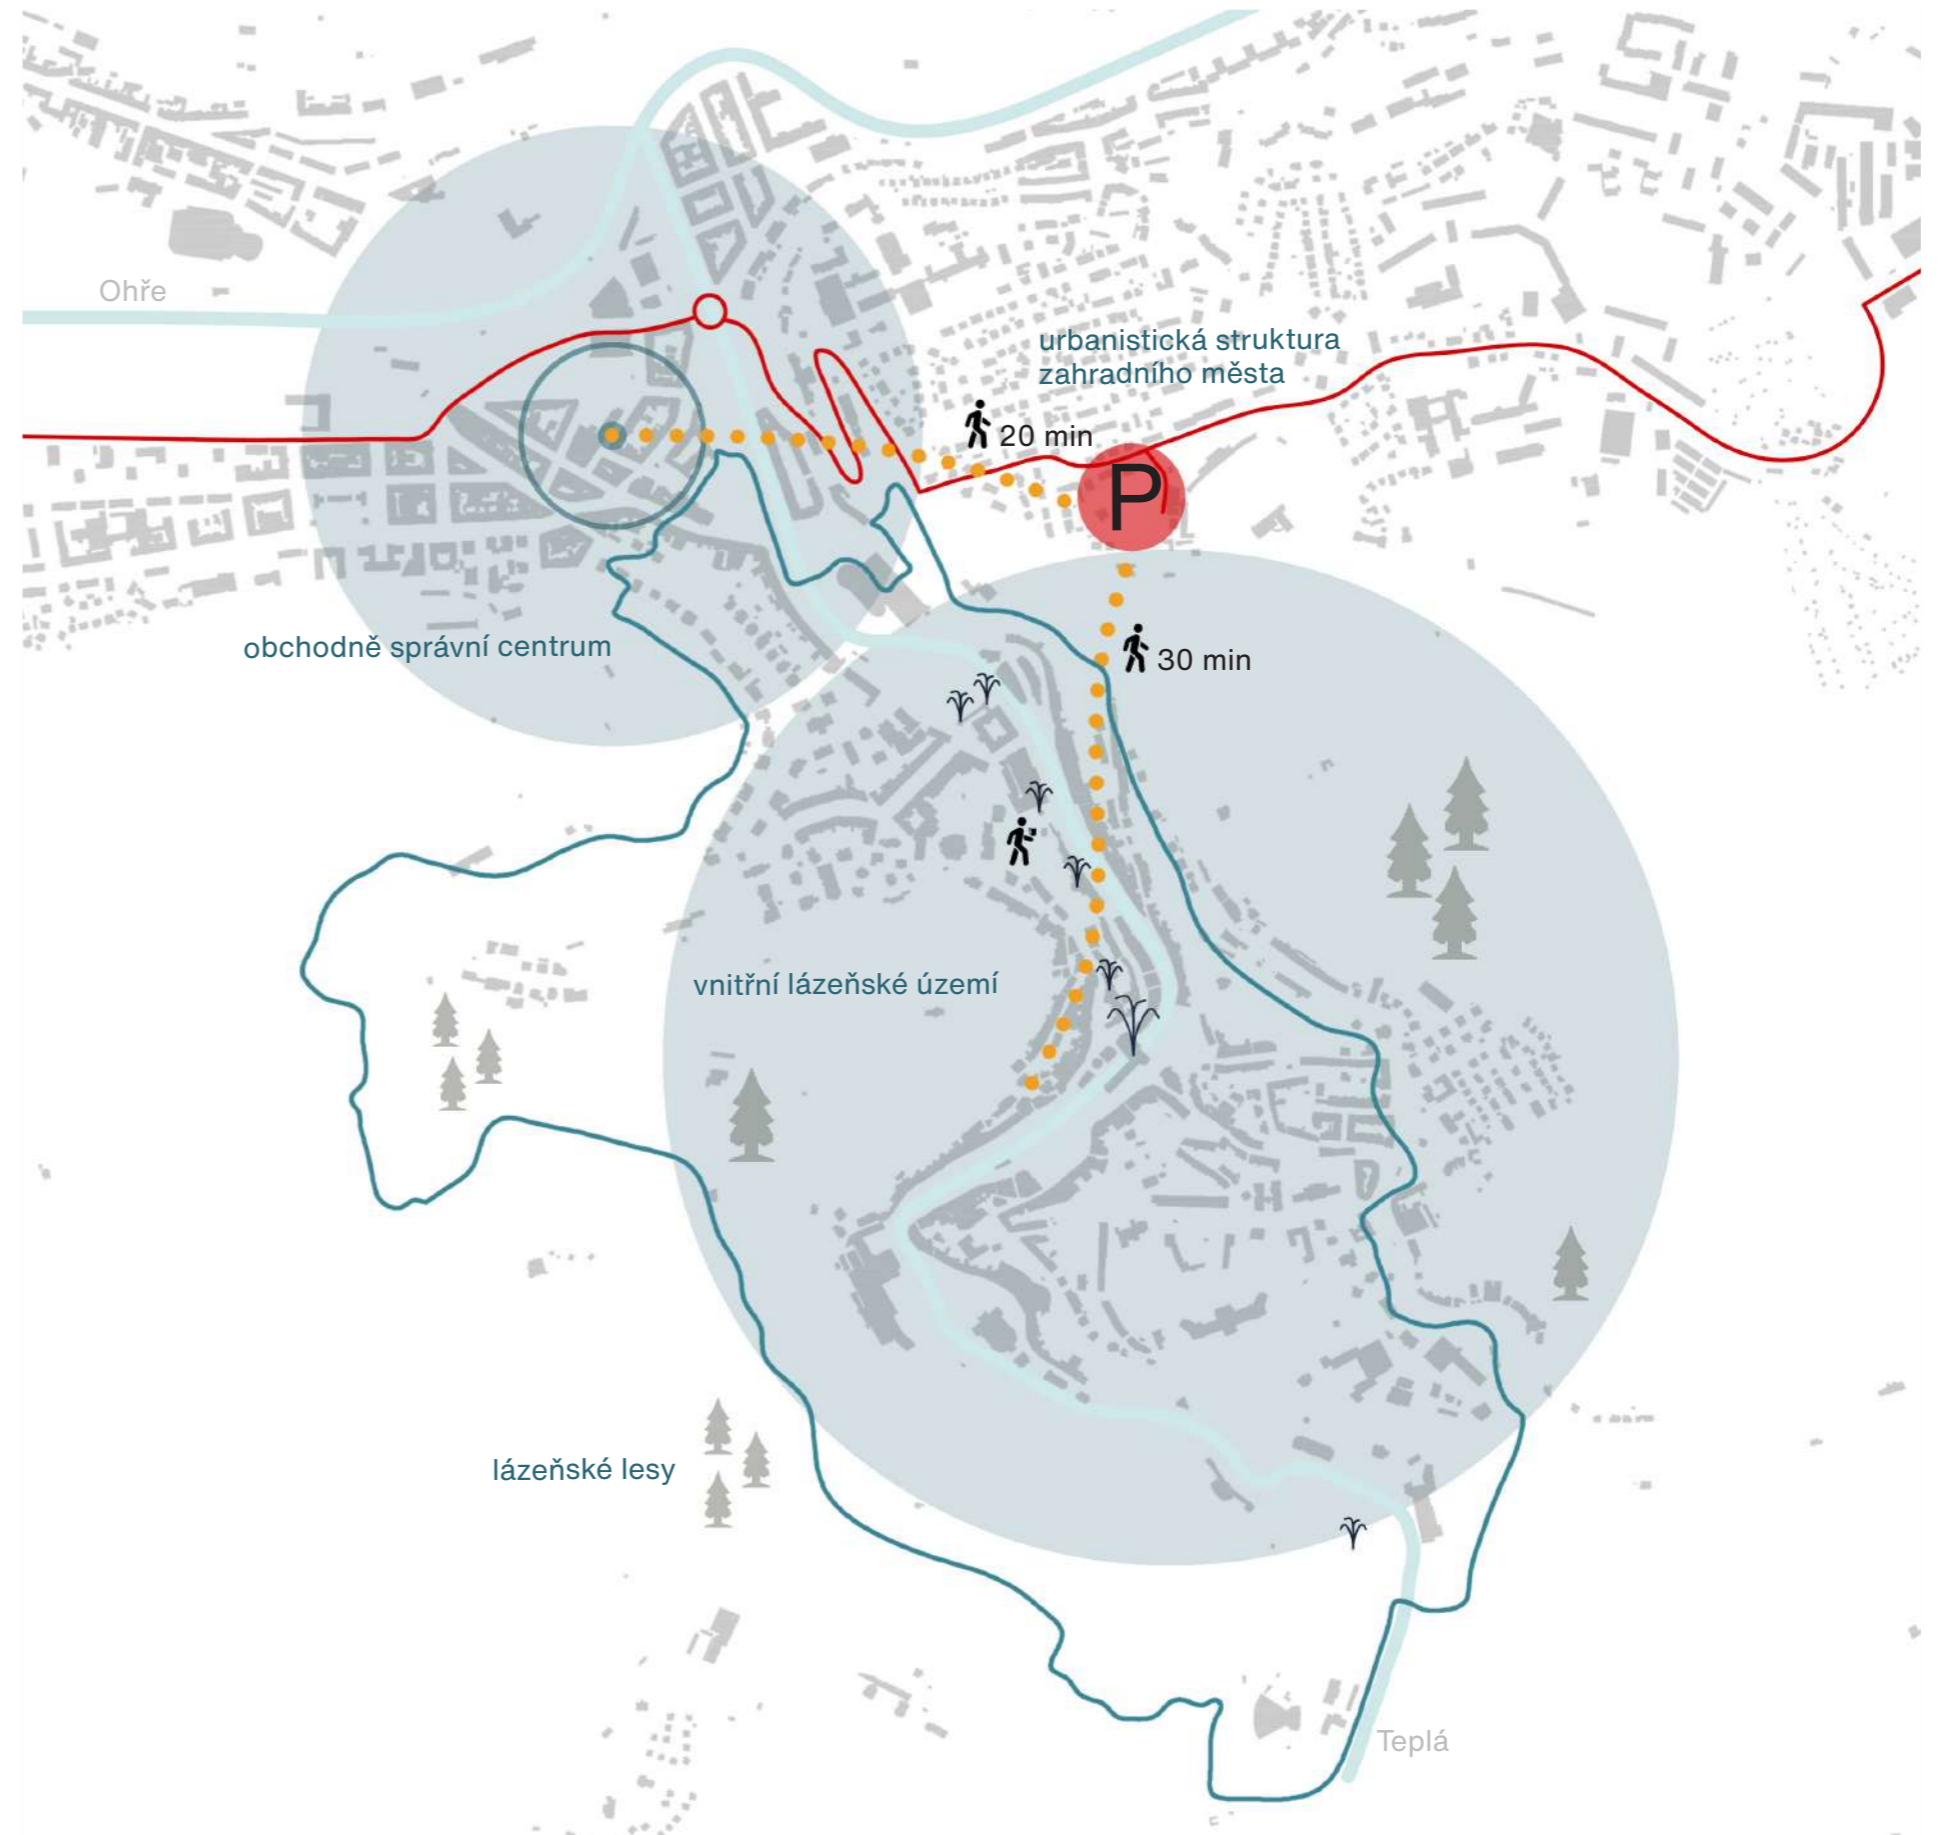 Ohře
urbanistická struktura
zahradního města
20 min
P
obchodně správní centrum
30 min
vnitřní lázeňské území
lázeňské lesy
Teplá